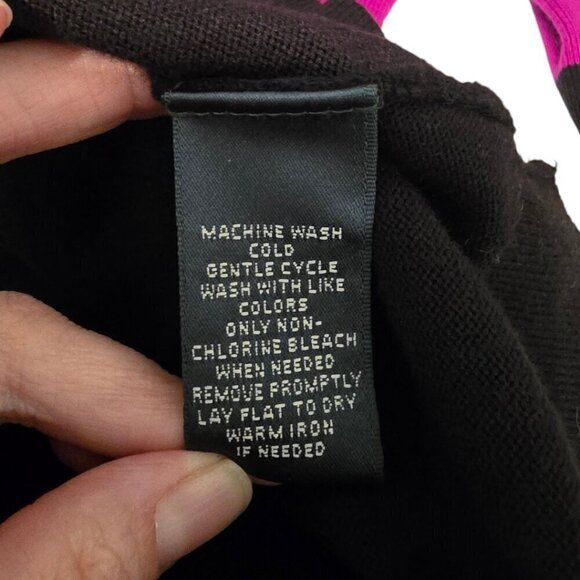 MACHINE WASH
COLD
GENTLE CYCLE
WASH WITH LIKE
COLORS
ONLY NON-
CHLORINE BLEACH
WHEN NEEDED
REMOVE PROMPTLY
LAY FLAT TO DRY
WARM IRON
IF NEEDED